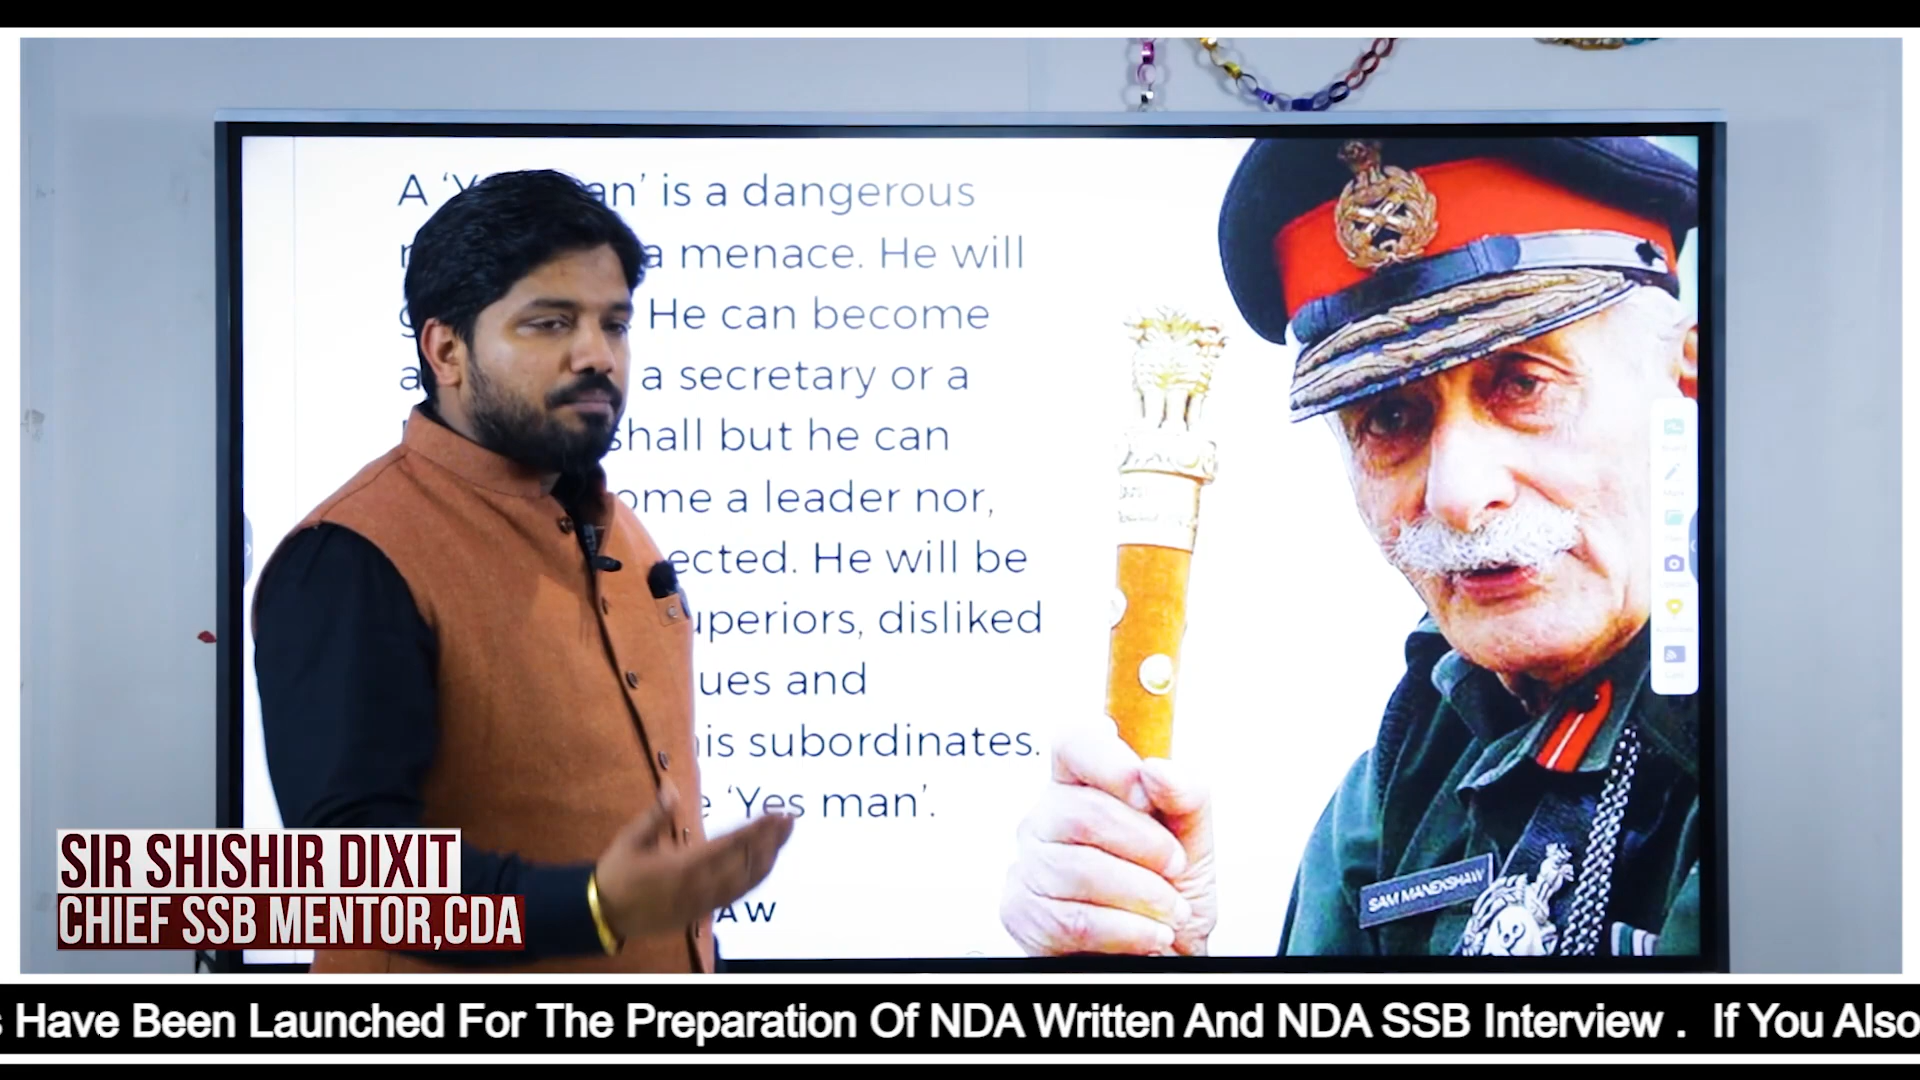 A ‘Y an’ is a dangerous
a menace. He will
He can become
a secretary or a
shall but he can
ome a leader nor,
ected. He will be
uperiors, disliked
ues and
is subordinates.
‘Yes man’.
AW
SAM MANEKSHAW
SIR SHISHIR DIXIT
CHIEF SSB MENTOR,CDA
s Have Been Launched For The Preparation Of NDA Written And NDA SSB Interview . If You Also